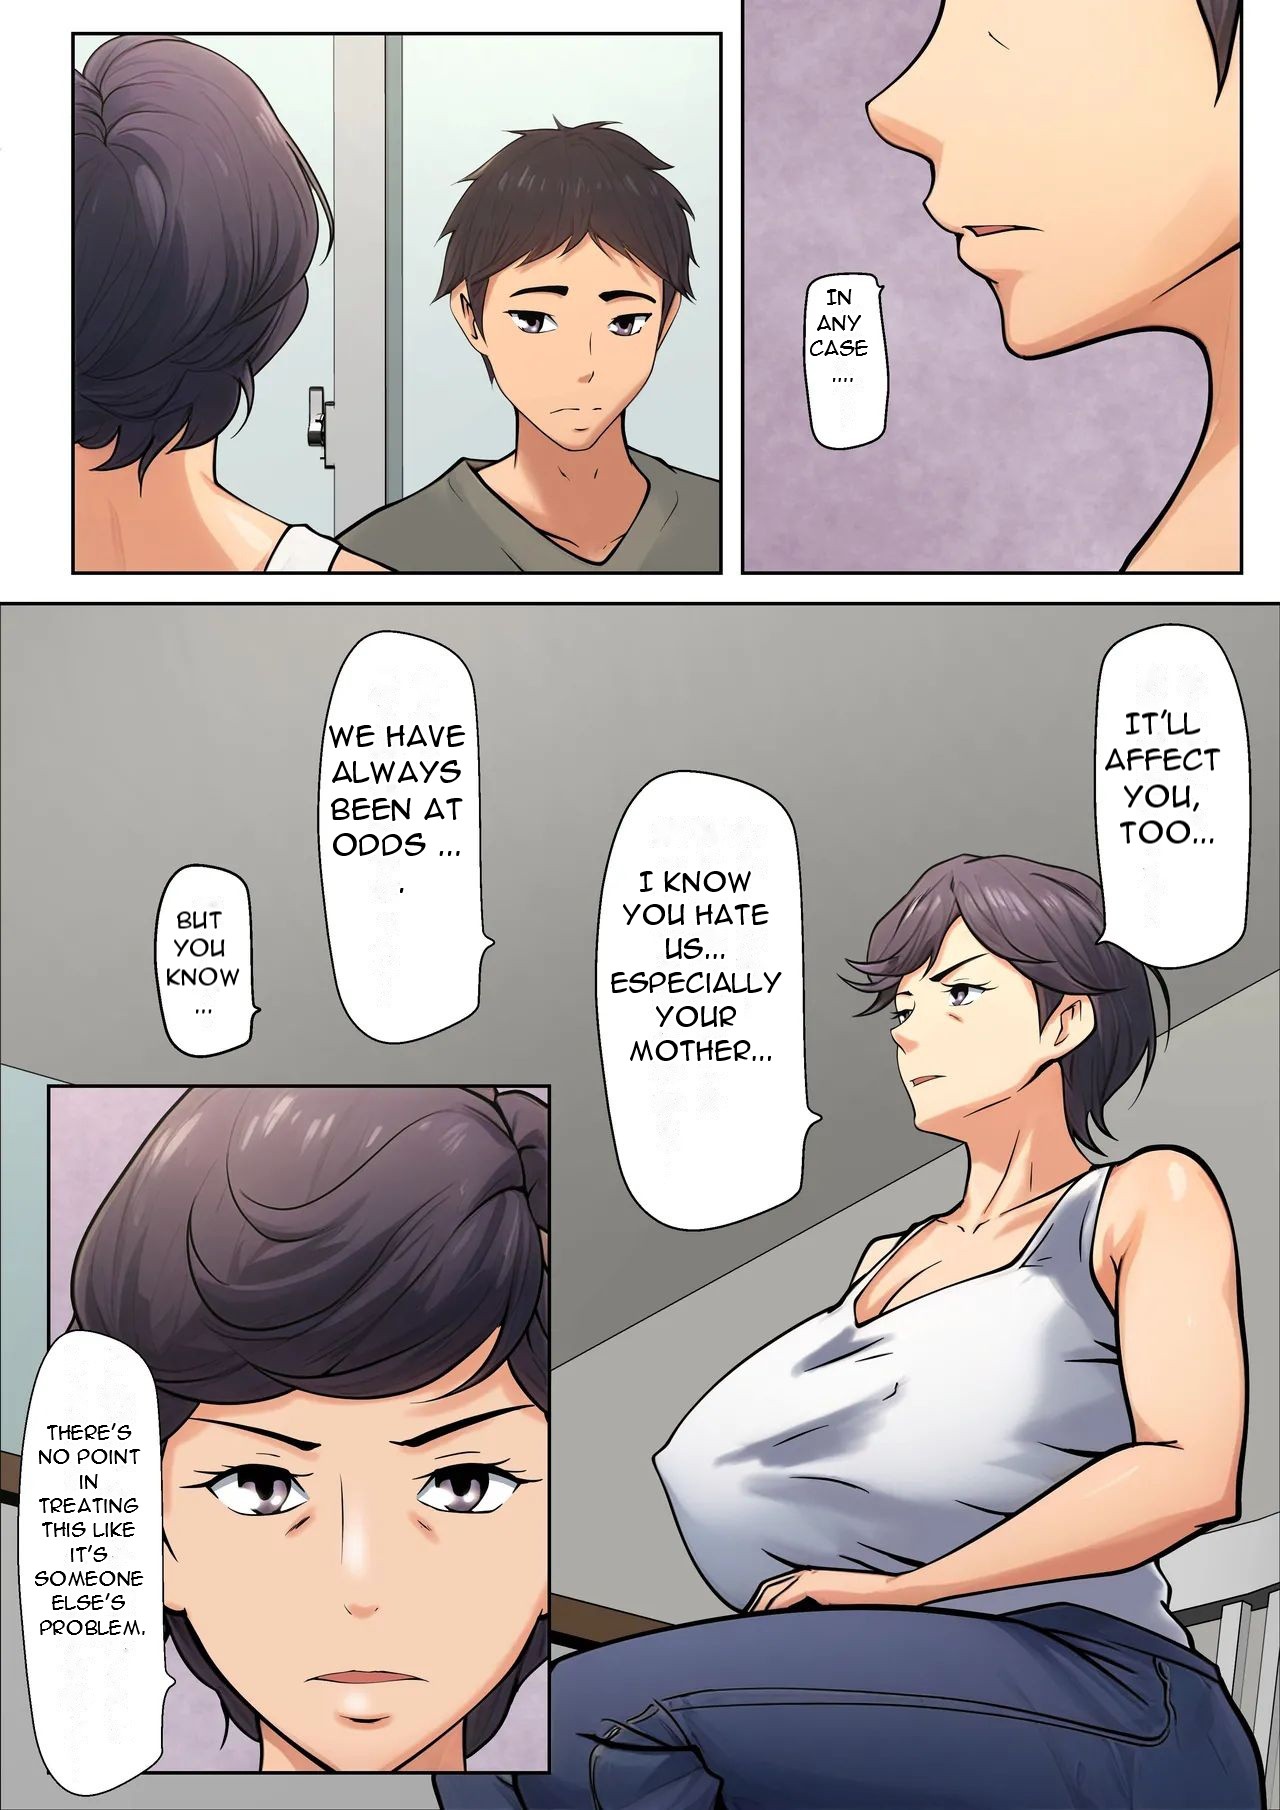 IN
ANY
CASE
....
IT'LL
AFFECT
YOU,
TOO...
I KNOW
YOU HATE
US...
ESPECIALLY
YOUR
MOTHER...
WE HAVE
ALWAYS
BEEN AT
ODDS ...
.
BUT
YOU
KNOW
...
THERE'S
NO POINT
IN
TREATING
THIS LIKE
IT'S
SOMEONE
ELSE'S
PROBLEM.